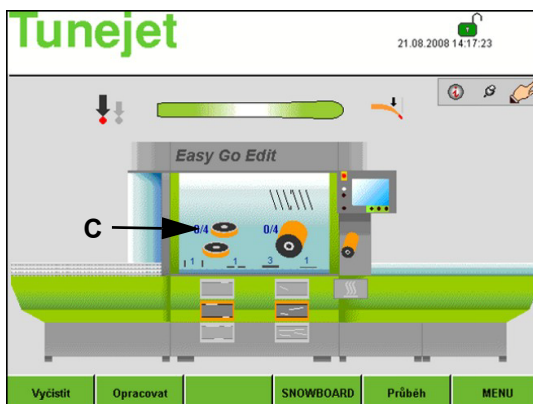 Tunejet
21.08.2008 14:17:23
Easy Go Edit
C
0/4 0/4
1 1 3 1
Vyčistit Opracovat SNOWBOARD Průběh MENU